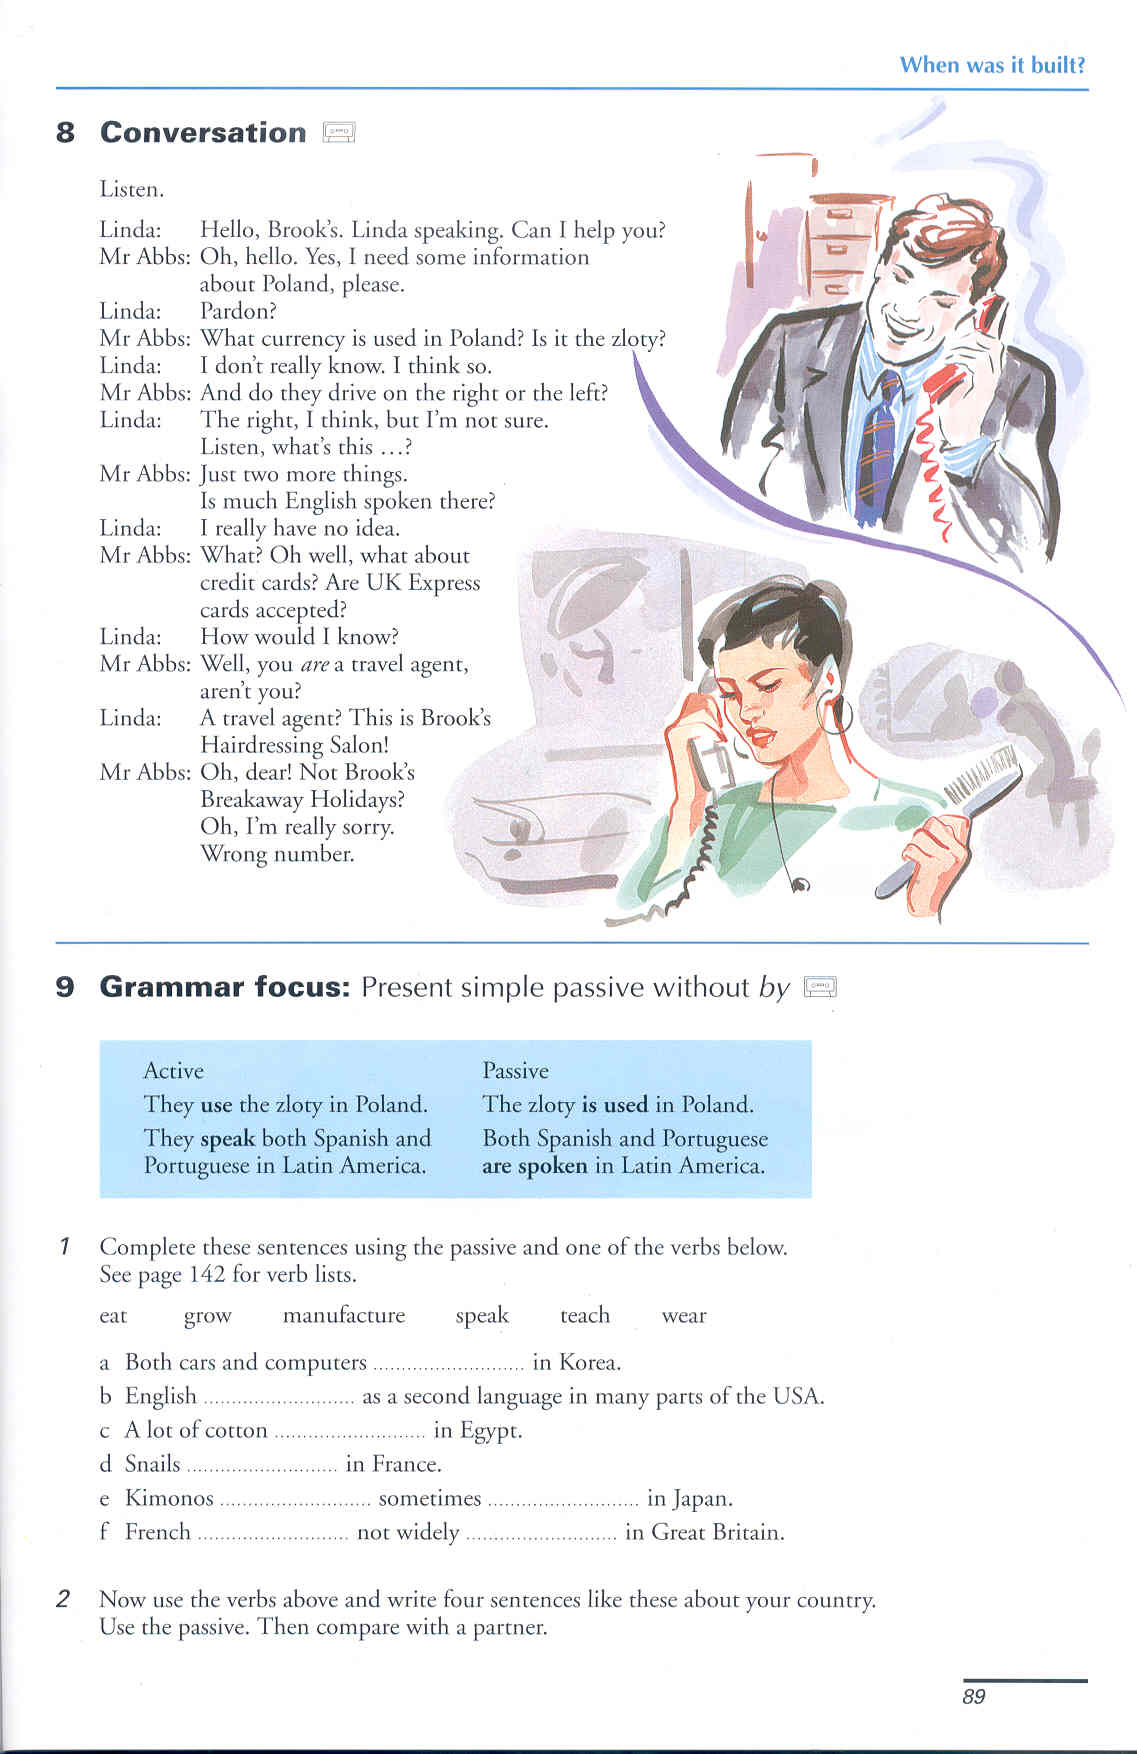 When was it built?
8 Conversation
Listen.
Linda: Hello, Brook's. Linda speaking. Can I help you?
Mr Abbs: Oh, hello. Yes, I need some information
about Poland, please.
Linda: Pardon?
Mr Abbs: What currency is used in Poland? Is it the zloty?
Linda: I don't really know. I think so.
Mr Abbs: And do they drive on the right or the left?
Linda: The right, I think, but I'm not sure.
Listen, what's this ...?
Mr Abbs: Just two more things.
Is much English spoken there?
Linda: I really have no idea.
Mr Abbs: What? Oh well, what about
credit cards? Are UK Express
cards accepted?
Linda: How would I know?
Mr Abbs: Well, you are a travel agent,
aren't you?
Linda: A travel agent? This is Brook's
Hairdressing Salon!
Mr Abbs: Oh, dear! Not Brook's
Breakaway Holidays?
Oh, I'm really sorry.
Wrong number.
9 Grammar focus: Present simple passive without by
Active Passive
They use the zloty in Poland. The zloty is used in Poland.
They speak both Spanish and Both Spanish and Portuguese
Portuguese in Latin America. are spoken in Latin America.
1 Complete these sentences using the passive and one of the verbs below.
See page 142 for verb lists.
eat grow manufacture speak teach wear
a Both cars and computers ........................... in Korea.
b English ........................... as a second language in many parts of the USA.
c A lot of cotton ........................... in Egypt.
d Snails ........................... in France.
e Kimonos ........................... sometimes ........................... in Japan.
f French ........................... not widely ........................... in Great Britain.
2 Now use the verbs above and write four sentences like these about your country.
Use the passive. Then compare with a partner.
89